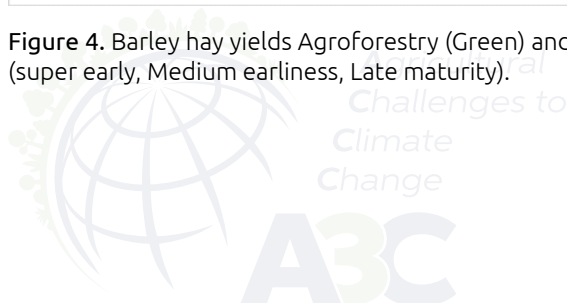 Figure 4. Barley hay yields Agroforestry (Green) and
(super early, Medium earliness, Late maturity).
Agricultural
Challenges to
Climate
Change
A3C